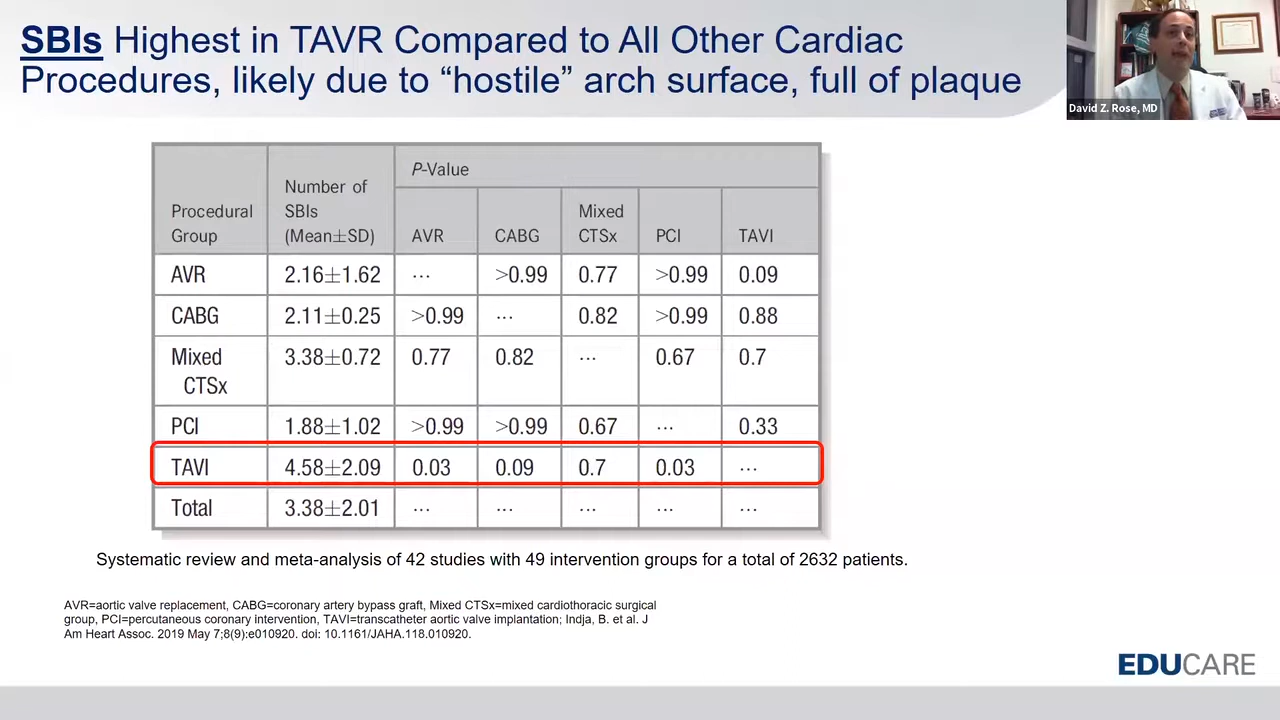 SBIs Highest in TAVR Compared to All Other Cardiac
Procedures, likely due to “hostile” arch surface, full of plaque
David Z. Rose, MD
Procedural Group Number of SBIs (Mean±SD) P-Value
AVR CABG Mixed CTSx PCI TAVI
AVR 2.16±1.62 ... >0.99 0.77 >0.99 0.09
CABG 2.11±0.25 >0.99 ... 0.82 >0.99 0.88
Mixed CTSx 3.38±0.72 0.77 0.82 ... 0.67 0.7
PCI 1.88±1.02 >0.99 >0.99 0.67 ... 0.33
TAVI 4.58±2.09 0.03 0.09 0.7 0.03 ...
Total 3.38±2.01 ... ... ... ... ...
Systematic review and meta-analysis of 42 studies with 49 intervention groups for a total of 2632 patients.
AVR=aortic valve replacement, CABG=coronary artery bypass graft, Mixed CTSx=mixed cardiothoracic surgical
group, PCI=percutaneous coronary intervention, TAVI=transcatheter aortic valve implantation; Indja, B. et al. J
Am Heart Assoc. 2019 May 7;8(9):e010920. doi: 10.1161/JAHA.118.010920.
EDUCARE